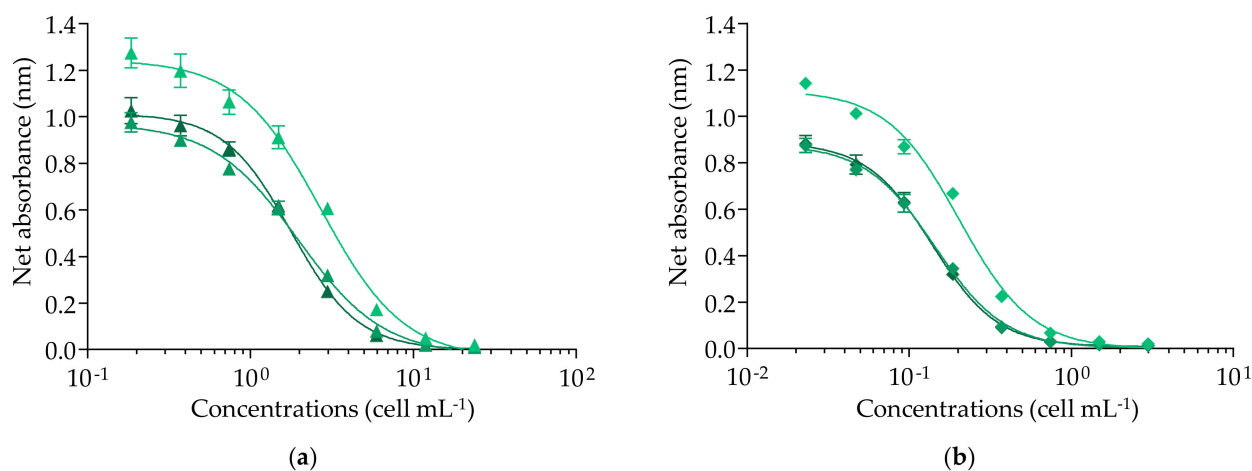 1.4
1.2
1.0
0.8
0.6
0.4
0.2
0.0
Net absorbance (nm)
10-1 100 101 102
Concentrations (cell mL-1)
(a)
1.4
1.2
1.0
0.8
0.6
0.4
0.2
0.0
Net absorbance (nm)
10-2 10-1 100 101
Concentrations (cell mL-1)
(b)